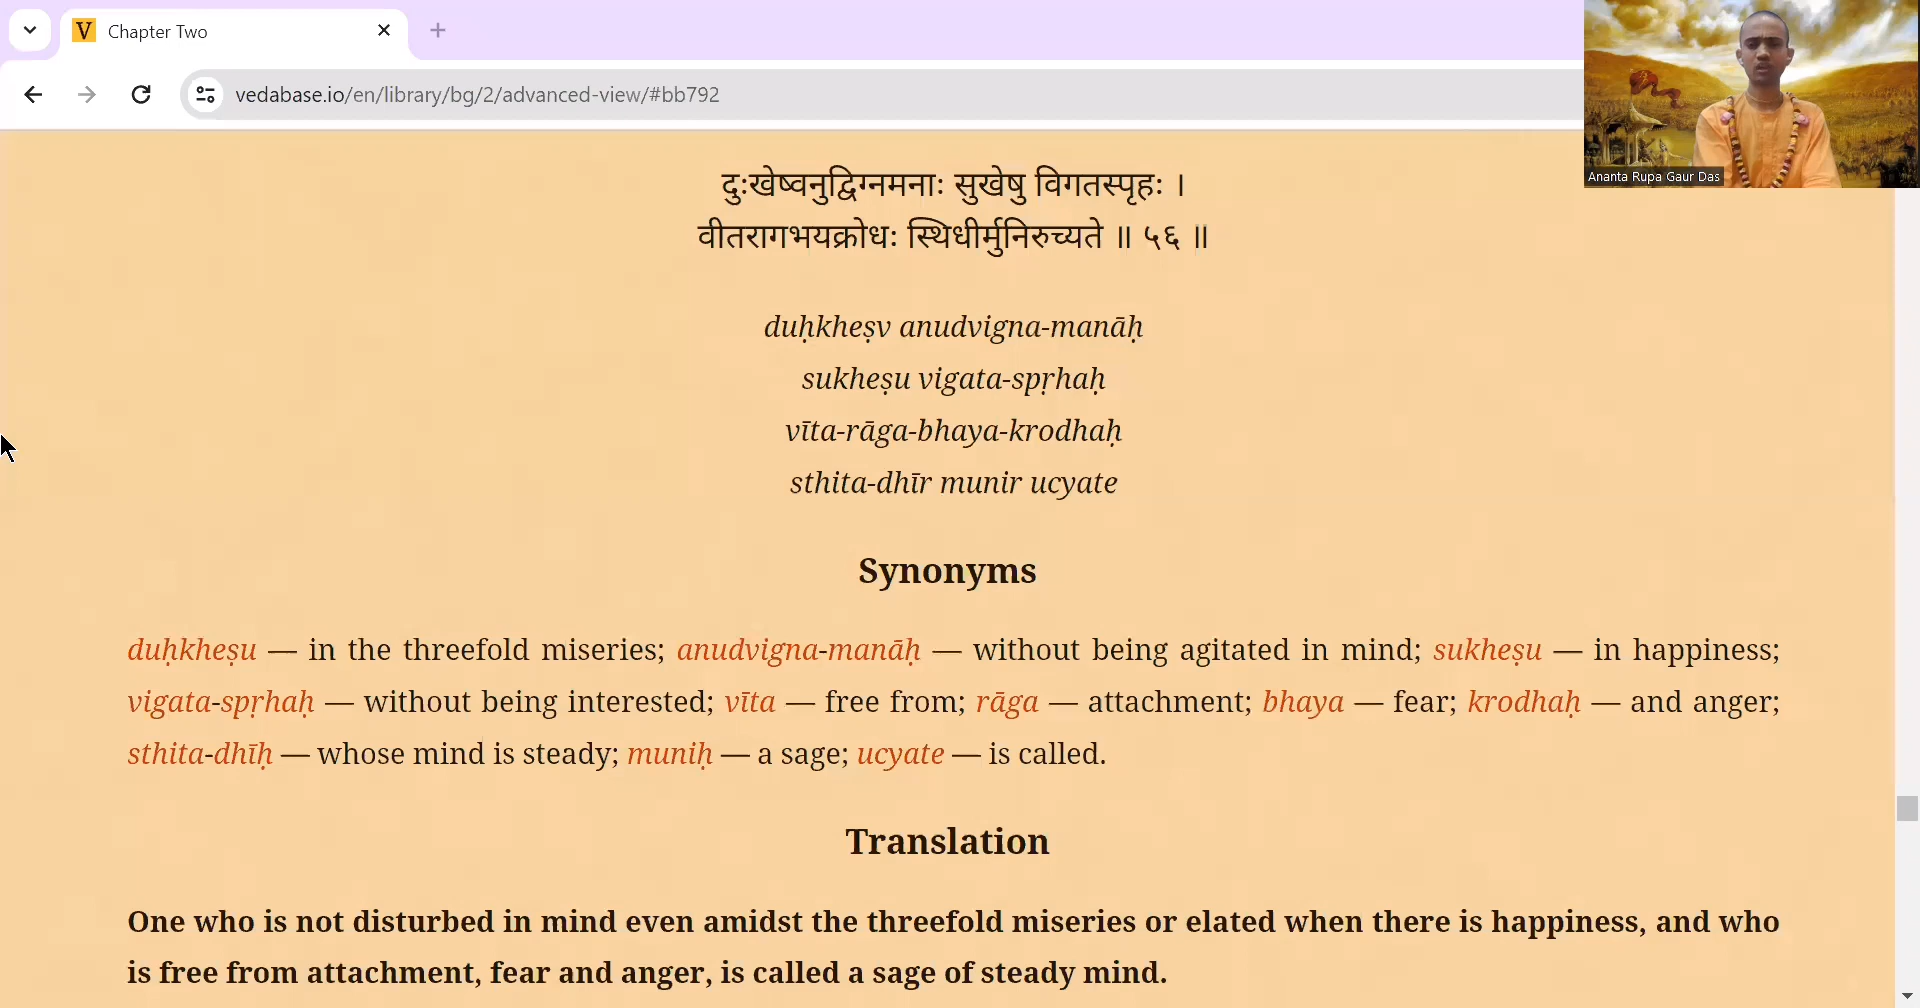 V Chapter Two
vedabase.io/en/library/bg/2/advanced-view/#bb792
Ananta Rupa Gaur Das
दुःखेष्वनुद्विग्नमनाः सुखेषु विगतस्पृहः ।
वीतरागभयक्रोधः स्थिधीर्मुनिरुच्यते ॥ ५६ ॥
duḥkheṣv anudvigna-manāḥ
sukheṣu vigata-spṛhaḥ
vīta-rāga-bhaya-krodhaḥ
sthita-dhīr munir ucyate
Synonyms
duḥkheṣu — in the threefold miseries; anudvigna-manāḥ — without being agitated in mind; sukheṣu — in happiness;
vigata-spṛhaḥ — without being interested; vīta — free from; rāga — attachment; bhaya — fear; krodhaḥ — and anger;
sthita-dhīḥ — whose mind is steady; muniḥ — a sage; ucyate — is called.
Translation
One who is not disturbed in mind even amidst the threefold miseries or elated when there is happiness, and who
is free from attachment, fear and anger, is called a sage of steady mind.